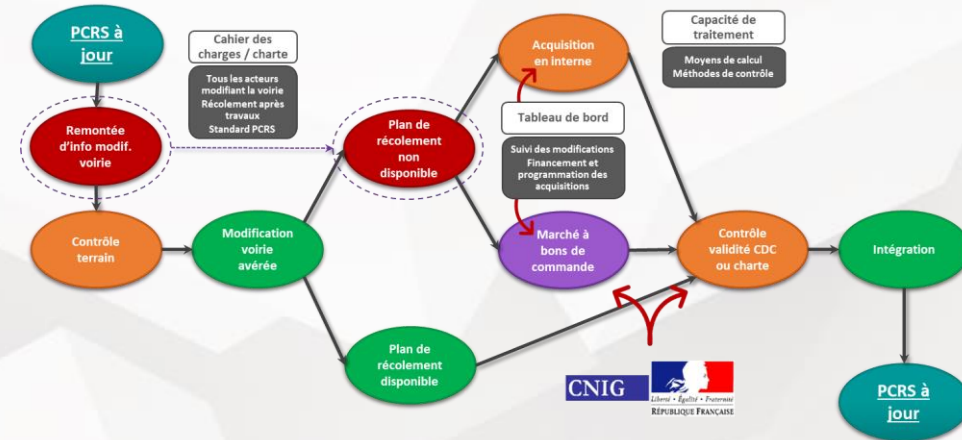 PCRS à
jour
Cahier des
charges / charte
Tous les acteurs
modifiant la voirie
Récolement après
travaux
Standard PCRS
Remontée
d'info modif.
voirie
Contrôle
terrain
Modification
voirie
avérée
Plan de
récolement
non
disponible
Plan de
récolement
disponible
Acquisition
en interne
Tableau de bord
Suivi des modifications
Financement et
programmation des
acquisitions
Marché à
bons de
commande
Capacité de
traitement
Moyens de calcul
Méthodes de contrôle
Contrôle
validité CDC
ou charte
Intégration
PCRS à
jour
CNIG
Liberté • Égalité • Fraternité
RÉPUBLIQUE FRANÇAISE